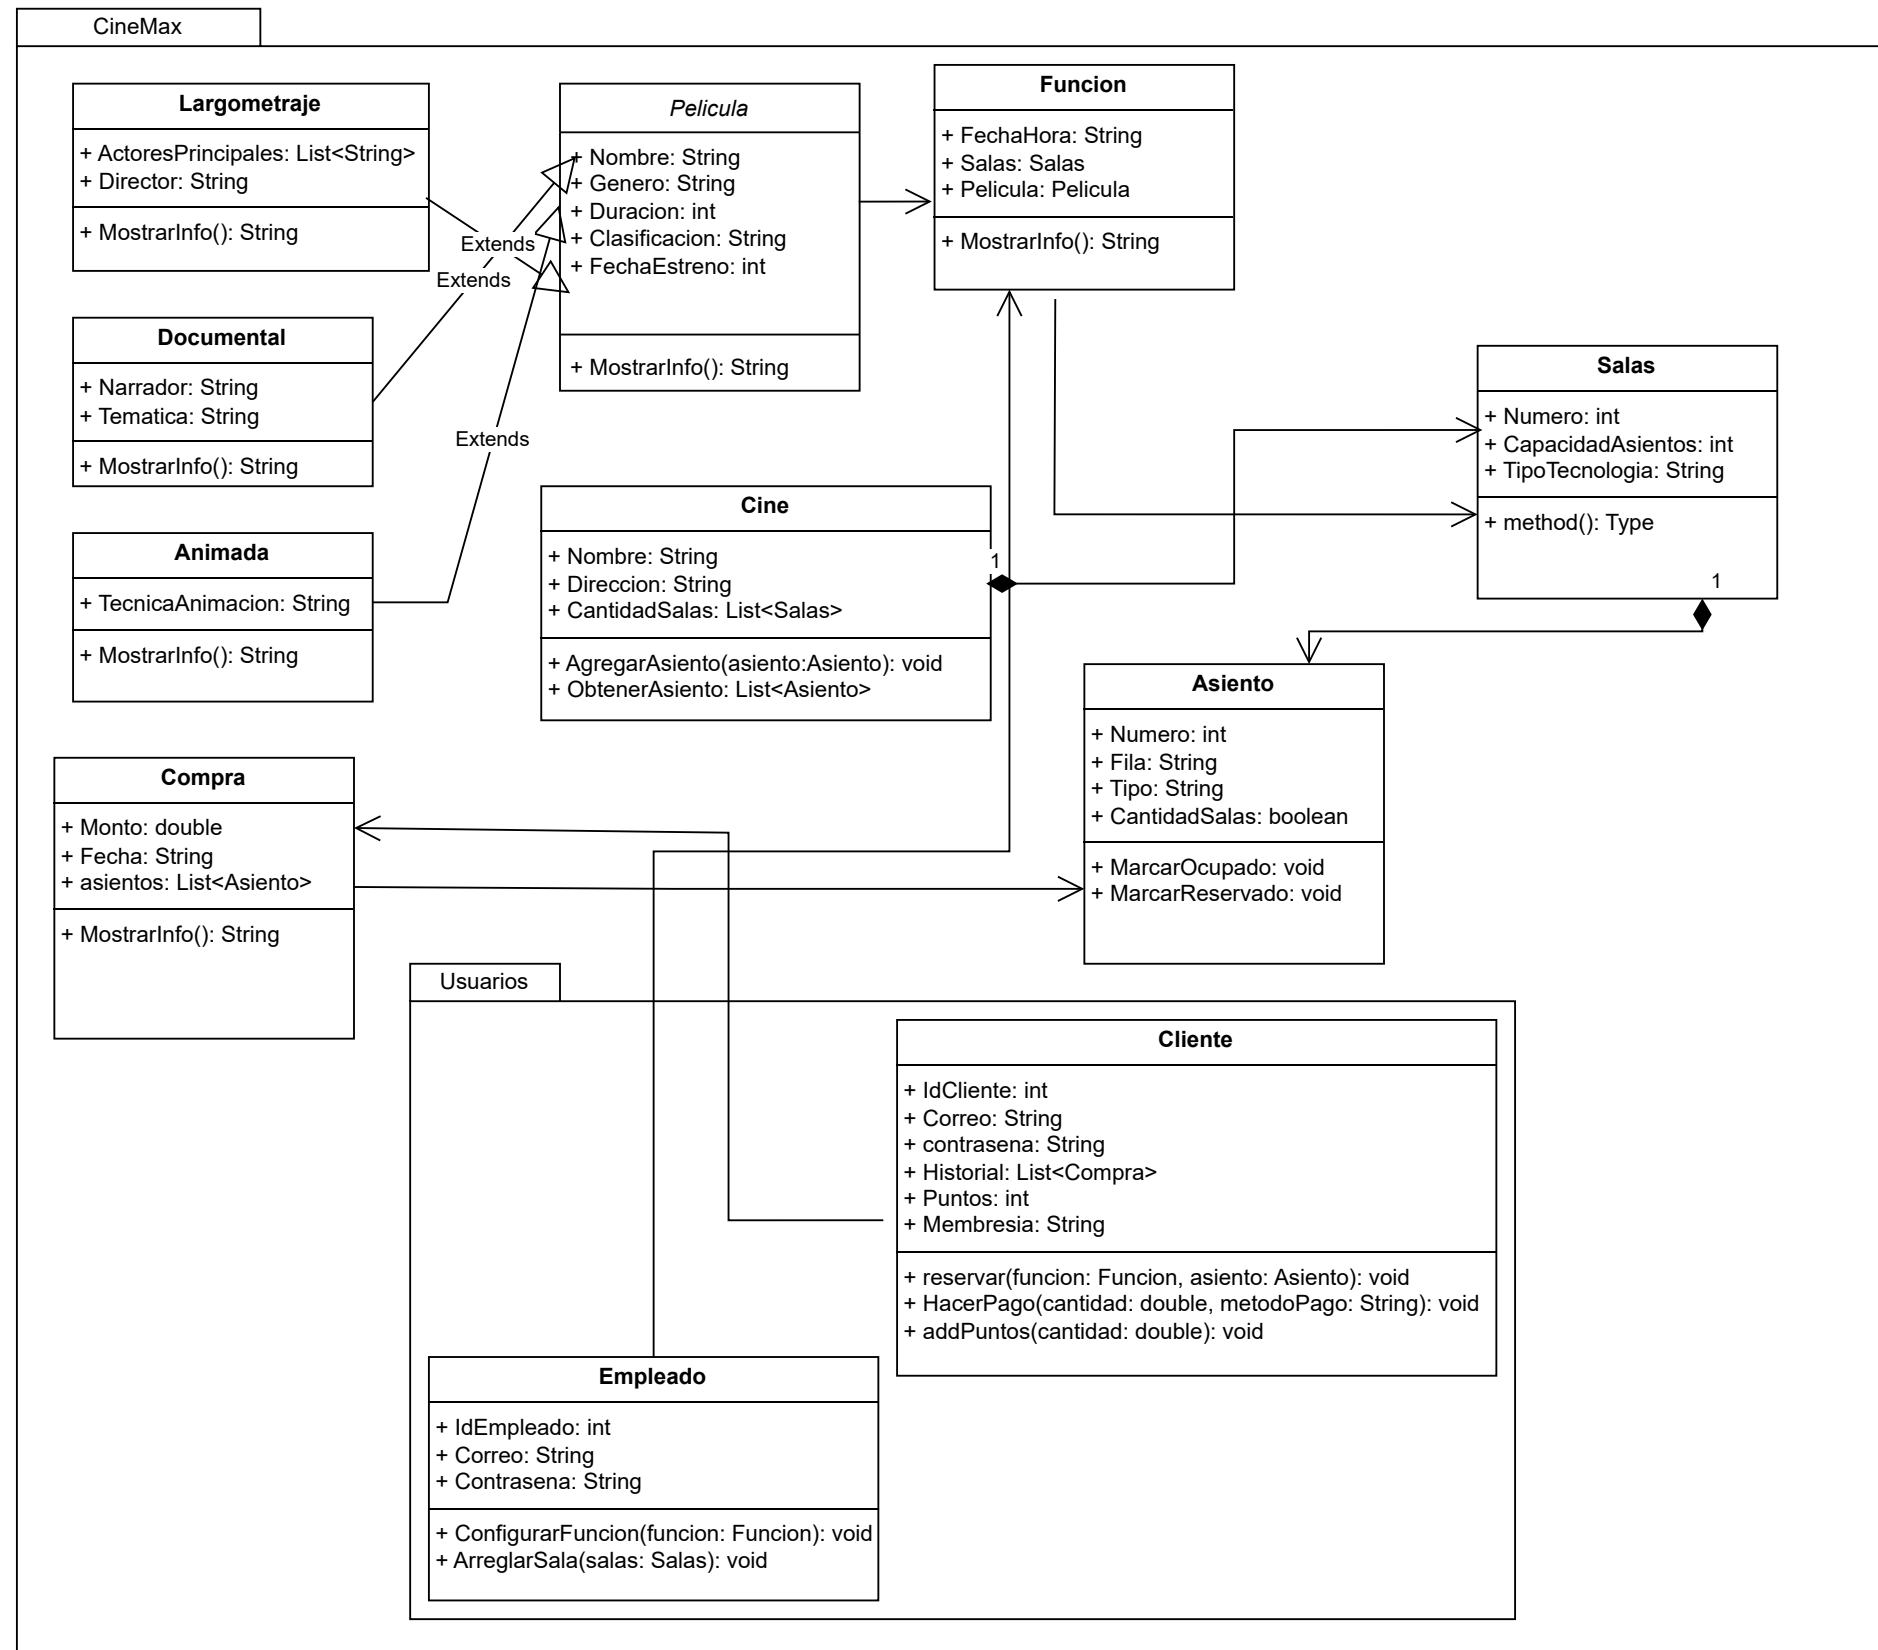 CineMax
Largometraje
+ ActoresPrincipales: List<String>
+ Director: String
+ MostrarInfo(): String
Pelicula
+ Nombre: String
+ Genero: String
+ Duracion: int
+ Clasificacion: String
+ FechaEstreno: int
+ MostrarInfo(): String
Funcion
+ FechaHora: String
+ Salas: Salas
+ Pelicula: Pelicula
+ MostrarInfo(): String
Extends
Extends
Extends
Documental
+ Narrador: String
+ Tematica: String
+ MostrarInfo(): String
Salas
+ Numero: int
+ CapacidadAsientos: int
+ TipoTecnologia: String
+ method(): Type
1
Animada
+ TecnicaAnimacion: String
+ MostrarInfo(): String
Cine
+ Nombre: String
+ Direccion: String
+ CantidadSalas: List<Salas>
+ AgregarAsiento(asiento:Asiento): void
+ ObtenerAsiento: List<Asiento>
1
Asiento
+ Numero: int
+ Fila: String
+ Tipo: String
+ CantidadSalas: boolean
+ MarcarOcupado: void
+ MarcarReservado: void
Compra
+ Monto: double
+ Fecha: String
+ asientos: List<Asiento>
+ MostrarInfo(): String
Usuarios
Cliente
+ IdCliente: int
+ Correo: String
+ contrasena: String
+ Historial: List<Compra>
+ Puntos: int
+ Membresia: String
+ reservar(funcion: Funcion, asiento: Asiento): void
+ HacerPago(cantidad: double, metodoPago: String): void
+ addPuntos(cantidad: double): void
Empleado
+ IdEmpleado: int
+ Correo: String
+ Contrasena: String
+ ConfigurarFuncion(funcion: Funcion): void
+ ArreglarSala(salas: Salas): void